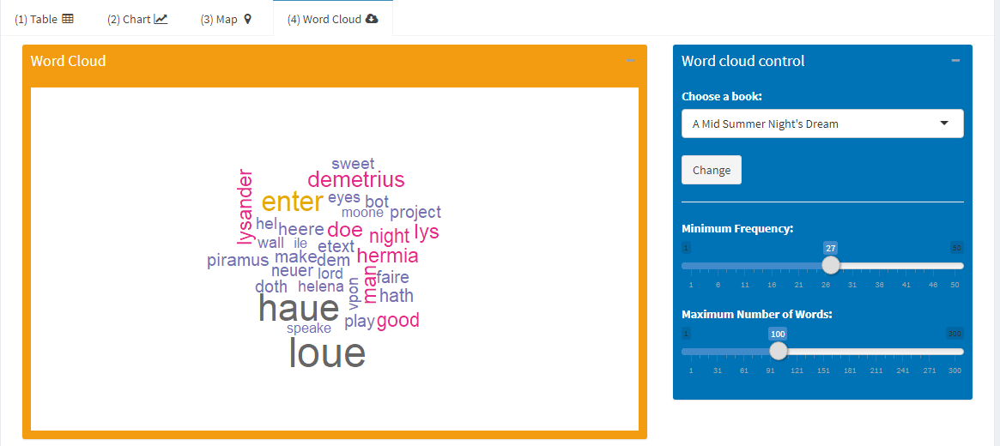 (1) Table (2) Chart (3) Map (4) Word Cloud
Word Cloud
sweet
demetrius
lysander
enter
eyes
bot
moone
project
hel
heere
doe
night
lys
wall
ile
etext
piramus
make
dem
hermia
neuer
lord
man
faire
doth
helena
vpon
hath
haue
speake
play
good
loue
Word cloud control
Choose a book:
A Mid Summer Night's Dream
Change
Minimum Frequency:
1 27 50
1 6 11 16 21 26 31 36 41 46 50
Maximum Number of Words:
1 100 300
1 31 61 91 121 151 181 211 241 271 300